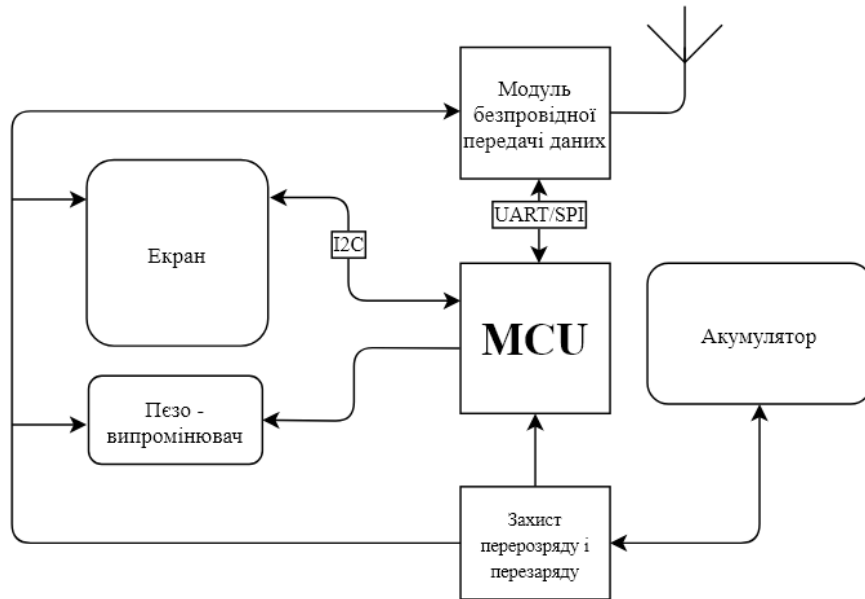 Модуль
безпровідної
передачі даних
UART/SPI
Екран
I2C
MCU
Акумулятор
Пєзо -
випромінювач
Захист
перерозряду і
перезаряду